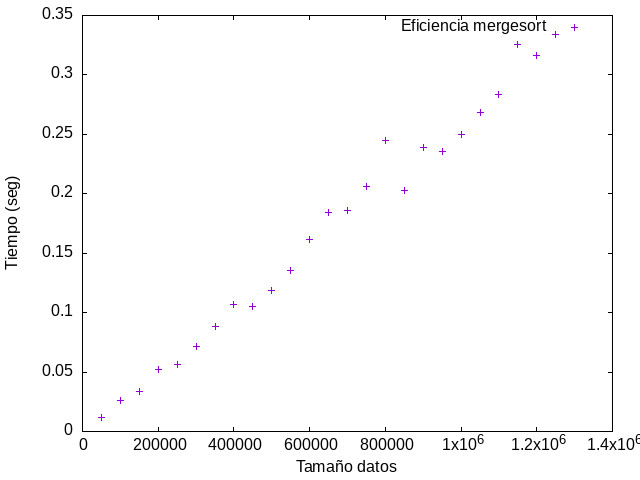 0.35
Eficiencia mergesort
0.3
0.25
0.2
0.15
0.1
0.05
0
Tiempo (seg)
0 200000 400000 600000 800000 1x10⁶ 1.2x10⁶ 1.4x10⁶
Tamaño datos